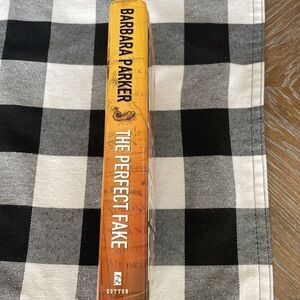 BARBARA PARKER
THE PERFECT FAKE
DUTTON